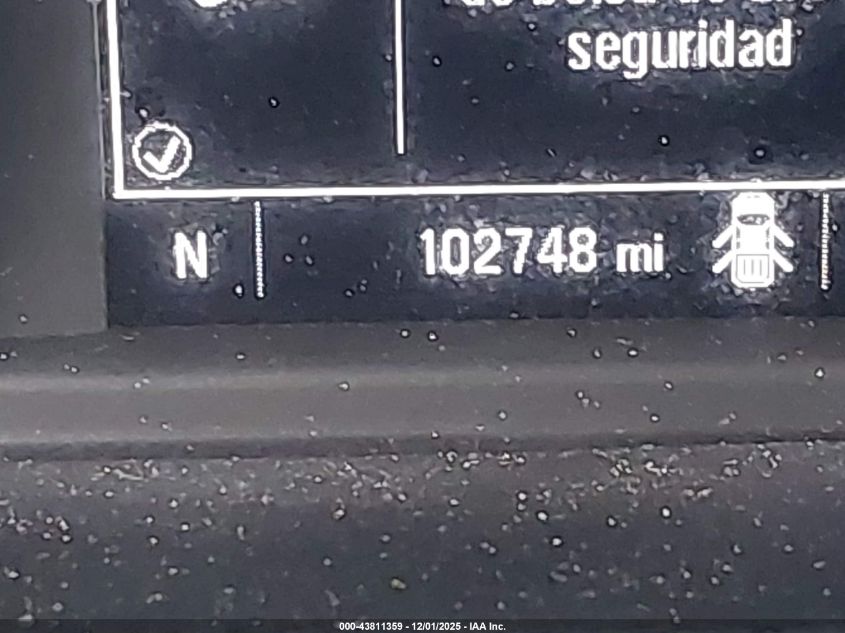 seguridad
N 102748 mi
000-43811359 - 12/01/2025 - IAA Inc.